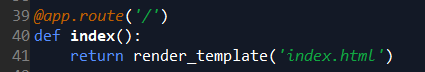 39 @app.route('/')
40 def index():
41     return render_template('index.html')